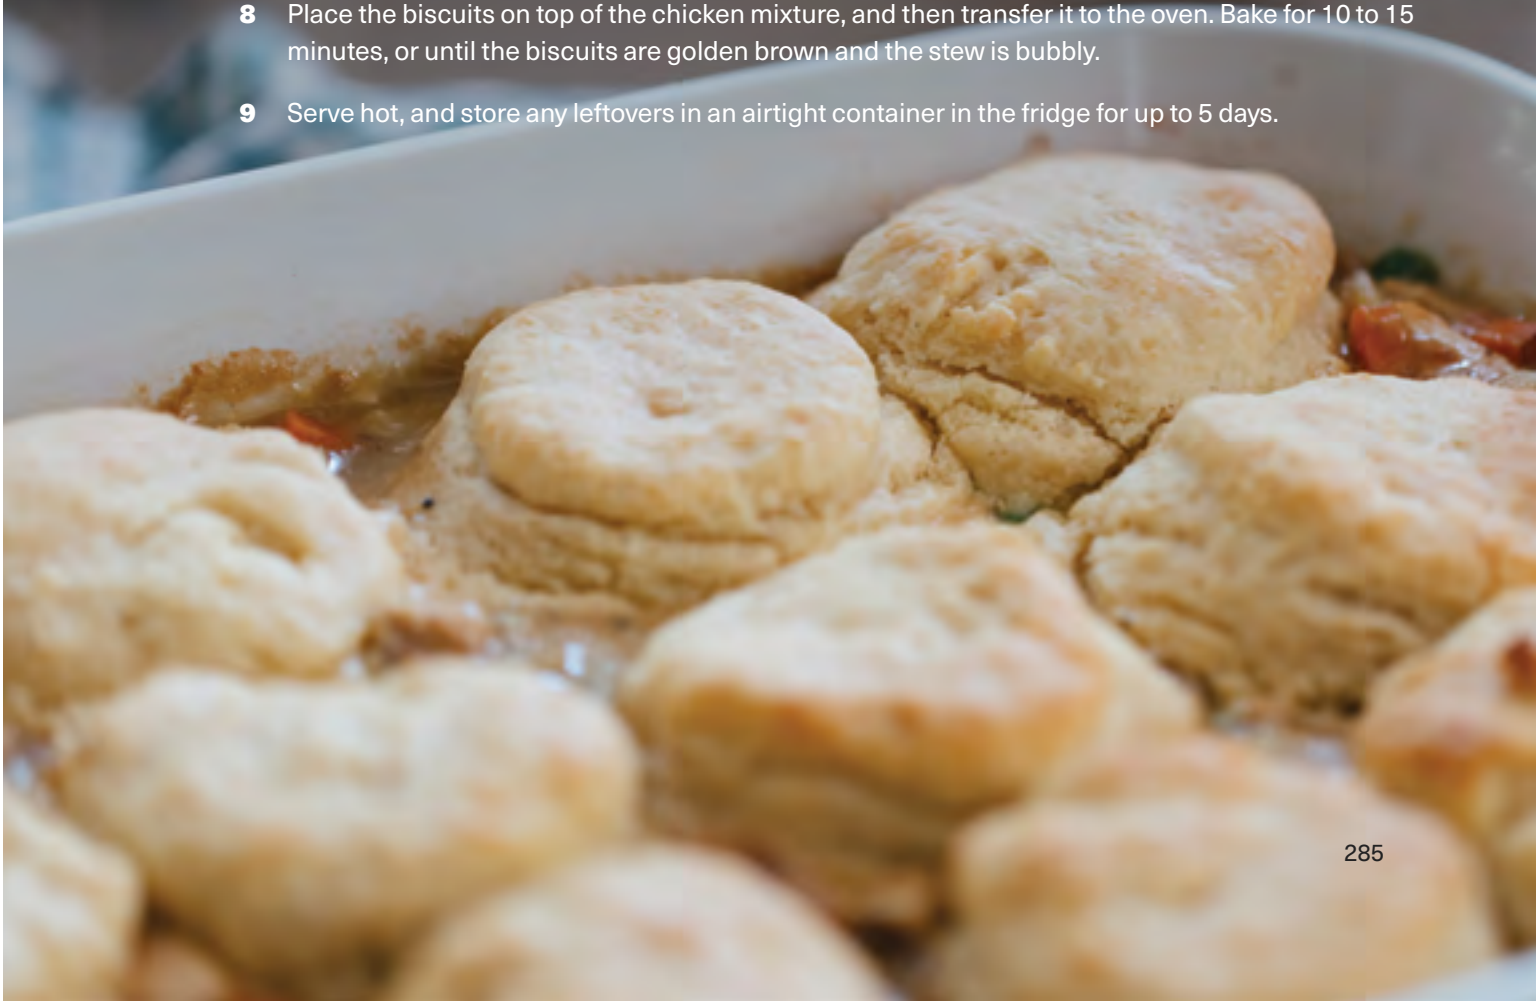 8 Place the biscuits on top of the chicken mixture, and then transfer it to the oven. Bake for 10 to 15
minutes, or until the biscuits are golden brown and the stew is bubbly.
9 Serve hot, and store any leftovers in an airtight container in the fridge for up to 5 days.
285